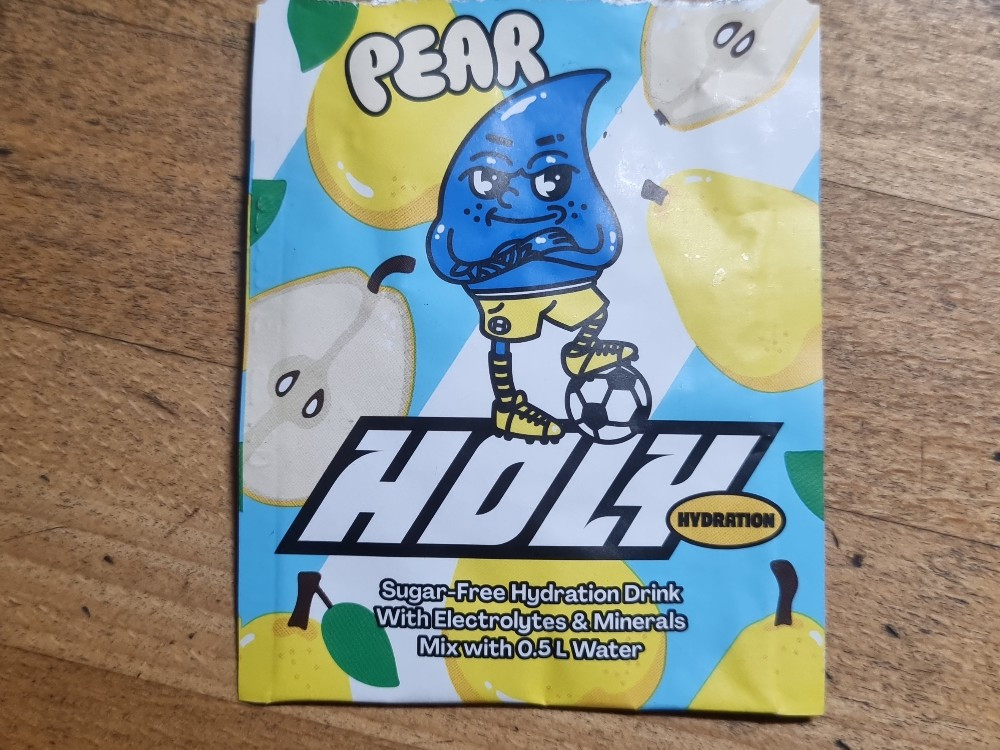 PEAR
HOLY
HYDRATION
Sugar-Free Hydration Drink
With Electrolytes & Minerals
Mix with 0.5 L Water